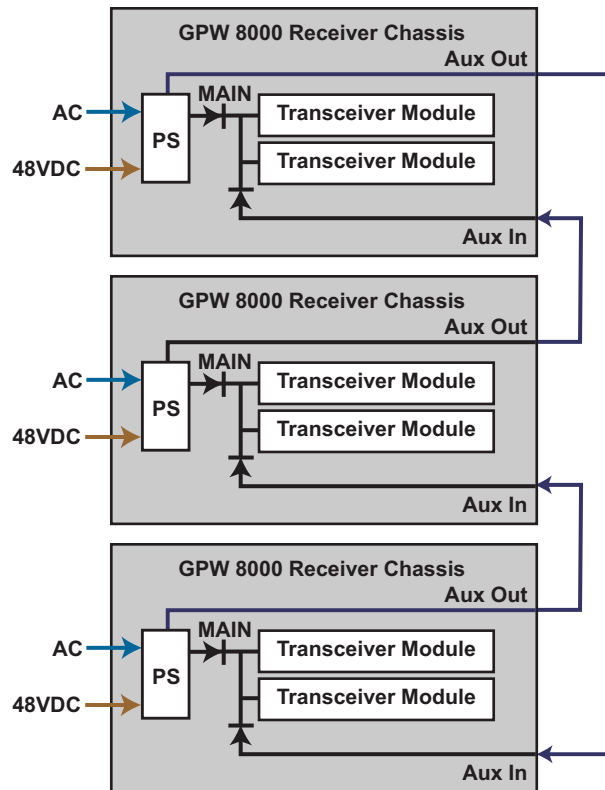 GPW 8000 Receiver Chassis
Aux Out
MAIN
AC
Transceiver Module
PS
48VDC
Transceiver Module
Aux In
GPW 8000 Receiver Chassis
Aux Out
MAIN
AC
Transceiver Module
PS
48VDC
Transceiver Module
Aux In
GPW 8000 Receiver Chassis
Aux Out
MAIN
AC
Transceiver Module
PS
48VDC
Transceiver Module
Aux In